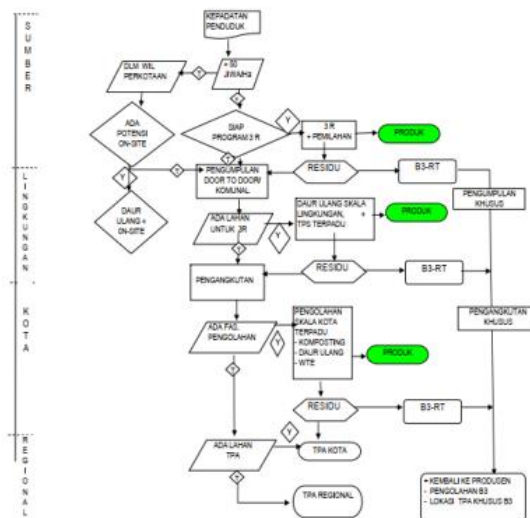 SUMBER
KEPADATAN
PENDUDUK
DLM WIL
PERKOTAAN
JIWA/Ha
T
Y
ADA
POTENSI
ON-SITE
SIAP
PROGRAM 3 R
Y
3 R
+ PEMILAHAN
PRODUK
T
T
LINGKUNGAN
PENGUMPULAN
DOOR TO DOOR/
KOMUNAL
RESIDU
B3-RT
Y
PENGUMPULAN
KHUSUS
DAUR
ULANG +
ON-SITE
ADA LAHAN
UNTUK 3R
Y
DAUR ULANG SKALA
LINGKUNGAN, +
TPS TERPADU
PRODUK
T
PENGANGKUTAN
RESIDU
B3-RT
KOTA
PENGANGKUTAN
KHUSUS
ADA FAS.
PENGOLAHAN
Y
PENGOLAHAN
SKALA KOTA
TERPADU
- KOMPOSTING
- DAUR ULANG
- WTE
PRODUK
T
RESIDU
B3-RT
REGIONAL
ADA LAHAN
TPA
Y
TPA KOTA
T
TPA REGIONAL
KEMBALI KE PRODUSEN
- PENGOLAHAN B3
- LOKASI TPA KHUSUS B3